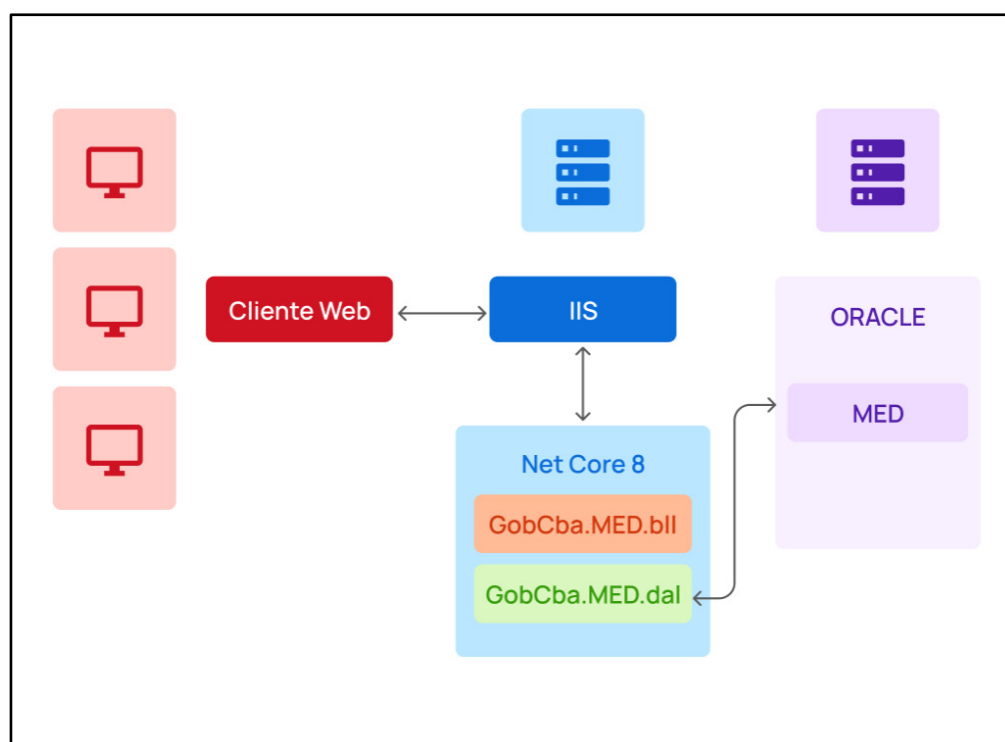 Cliente Web
IIS
ORACLE
MED
Net Core 8
GobCba.MED.bll
GobCba.MED.dal